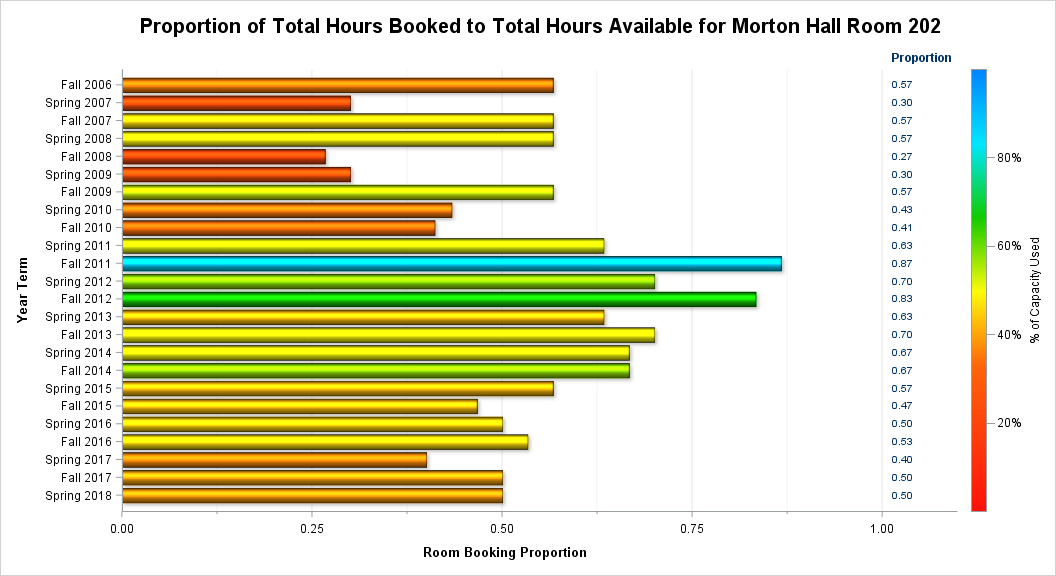 Proportion of Total Hours Booked to Total Hours Available for Morton Hall Room 202
Proportion
Fall 2006 0.57
Spring 2007 0.30
Fall 2007 0.57
Spring 2008 0.57
Fall 2008 0.27
Spring 2009 0.30
Fall 2009 0.57
Spring 2010 0.43
Fall 2010 0.41
Spring 2011 0.63
Fall 2011 0.87
Spring 2012 0.70
Fall 2012 0.83
Spring 2013 0.63
Fall 2013 0.70
Spring 2014 0.67
Fall 2014 0.67
Spring 2015 0.57
Fall 2015 0.47
Spring 2016 0.50
Fall 2016 0.53
Spring 2017 0.40
Fall 2017 0.50
Spring 2018 0.50
Year Term
80%
60%
40%
20%
% of Capacity Used
0.00 0.25 0.50 0.75 1.00
Room Booking Proportion